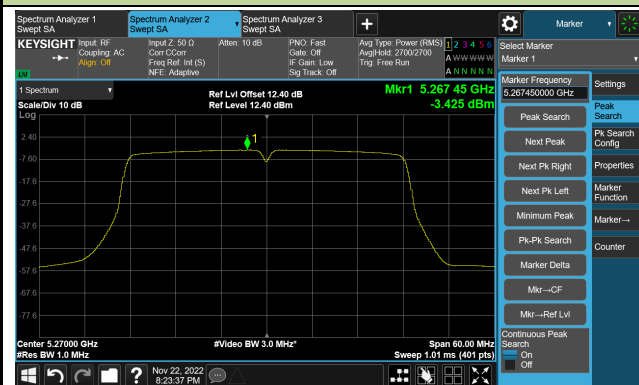 Spectrum Analyzer 1
Swept SA
Spectrum Analyzer 2
Swept SA
Spectrum Analyzer 3
Swept SA
+
Marker
KEYSIGHT
Input: RF
Coupling: AC
Align: Off
Input Z: 50 Ω
Corr CCorr
Freq Ref: Int (S)
NFE: Adaptive
Atten: 10 dB
PNO: Fast
Gate: Off
IF Gain: Low
Sig Track: Off
Avg Type: Power (RMS)
Avg|Hold: 2700/2700
Trig: Free Run
1 2 3 4 5 6
A W W W W W
A N N N N N
Select Marker
Marker 1
LXI
1 Spectrum
Scale/Div 10 dB
Log
Ref Lvl Offset 12.40 dB
Ref Level 12.40 dBm
Mkr1 5.267 45 GHz
-3.425 dBm
1
2.40
-7.60
-17.6
-27.6
-37.6
-47.6
-57.6
-67.6
-77.6
Center 5.27000 GHz
#Res BW 1.0 MHz
#Video BW 3.0 MHz*
Span 60.00 MHz
Sweep 1.01 ms (401 pts)
Marker Frequency
5.267450000 GHz
Peak Search
Next Peak
Next Pk Right
Next Pk Left
Minimum Peak
Pk-Pk Search
Marker Delta
Mkr→CF
Mkr→Ref Lvl
Continuous Peak
Search
On
Off
Settings
Peak
Search
Pk Search
Config
Properties
Marker
Function
Marker→
Counter
?
Nov 22, 2022
8:23:37 PM